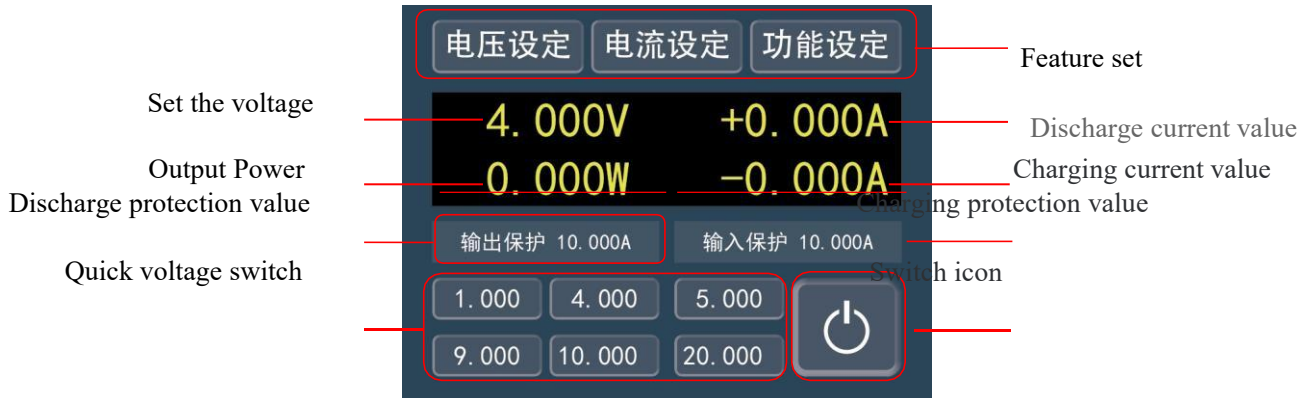 电压设定 电流设定 功能设定
Feature set
Set the voltage
4.000V +0.000A
Discharge current value
Output Power
0.000W -0.000A
Charging current value
Discharge protection value
Charging protection value
输出保护 10.000A 输入保护 10.000A
Quick voltage switch
Switch icon
1.000 4.000 5.000
9.000 10.000 20.000